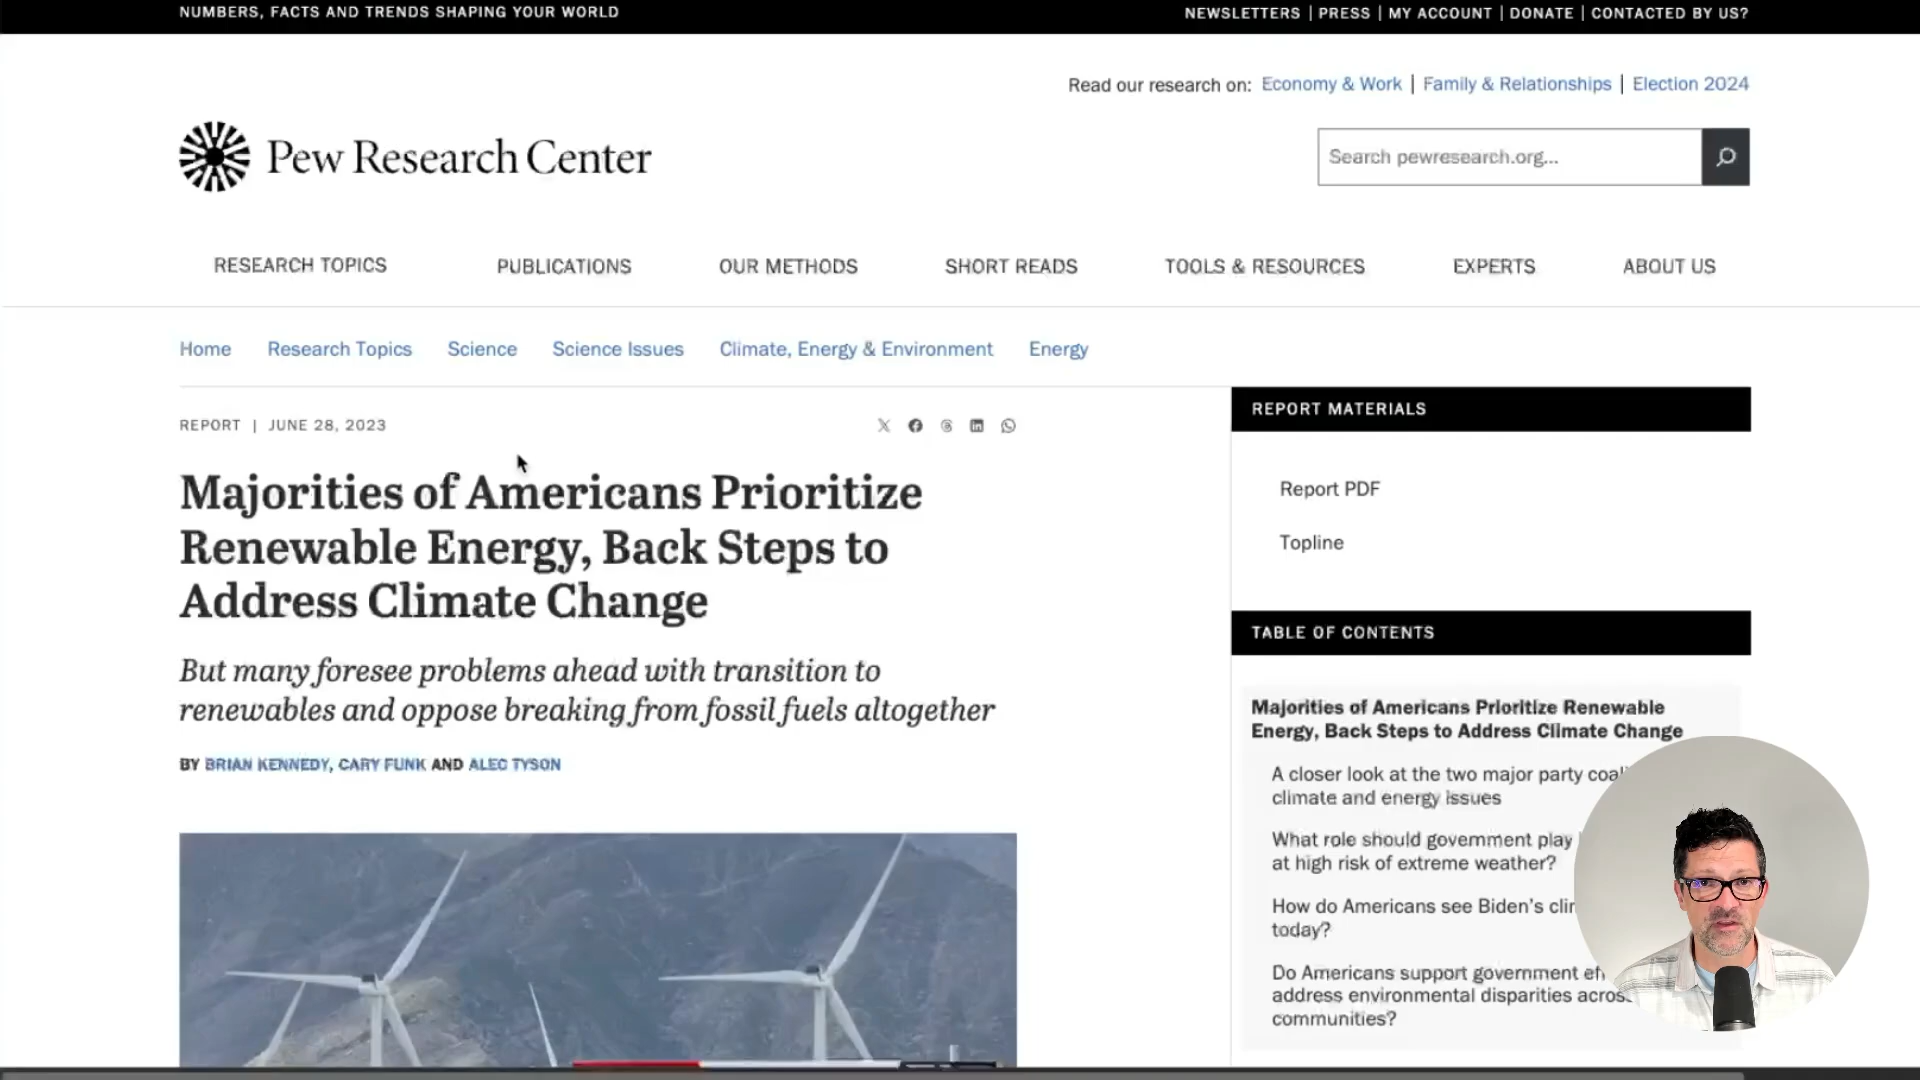 NUMBERS, FACTS AND TRENDS SHAPING YOUR WORLD
NEWSLETTERS | PRESS | MY ACCOUNT | DONATE | CONTACTED BY US?
Read our research on: Economy & Work | Family & Relationships | Election 2024
Pew Research Center
Search pewresearch.org...
RESEARCH TOPICS PUBLICATIONS OUR METHODS SHORT READS TOOLS & RESOURCES EXPERTS ABOUT US
Home Research Topics Science Science Issues Climate, Energy & Environment Energy
REPORT | JUNE 28, 2023
Majorities of Americans Prioritize
Renewable Energy, Back Steps to
Address Climate Change
But many foresee problems ahead with transition to
renewables and oppose breaking from fossil fuels altogether
BY BRIAN KENNEDY, CARY FUNK AND ALEC TYSON
REPORT MATERIALS
Report PDF
Topline
TABLE OF CONTENTS
Majorities of Americans Prioritize Renewable
Energy, Back Steps to Address Climate Change
A closer look at the two major party
climate and energy issues
What role should government play
at high risk of extreme weather?
How do Americans see Biden's
today?
Do Americans support government
address environmental disparities
communities?